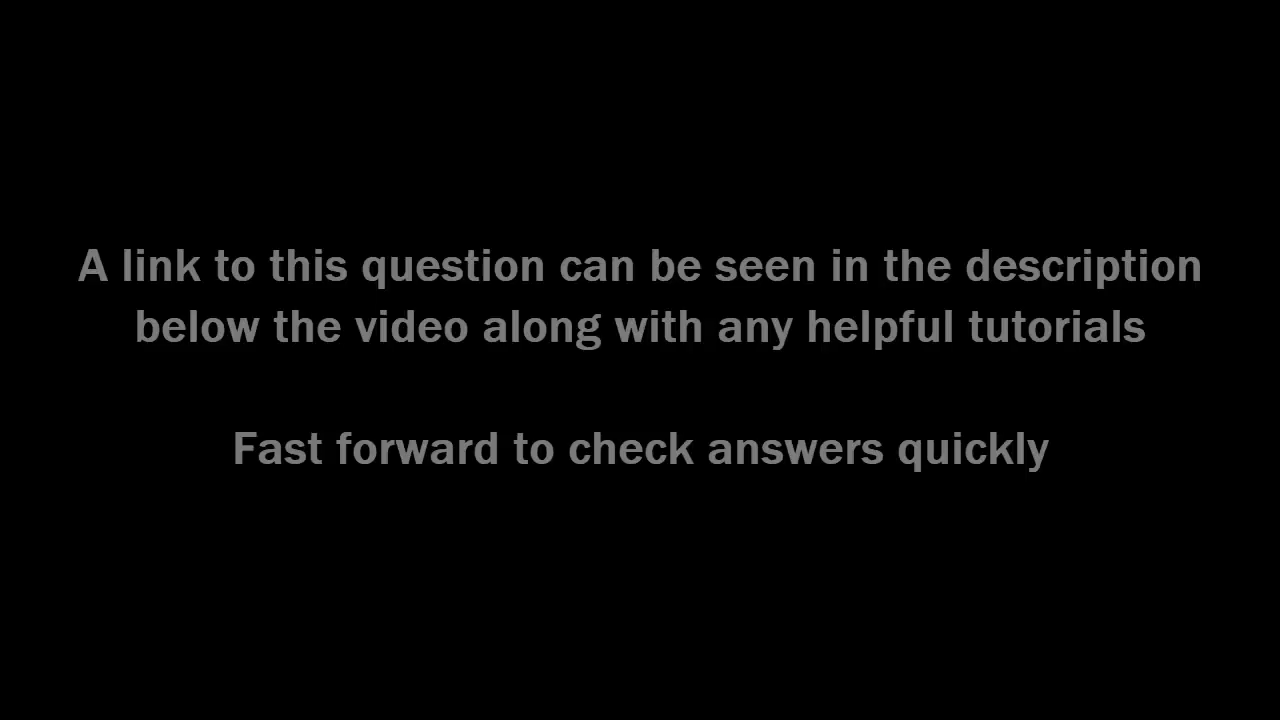 A link to this question can be seen in the description
below the video along with any helpful tutorials
Fast forward to check answers quickly